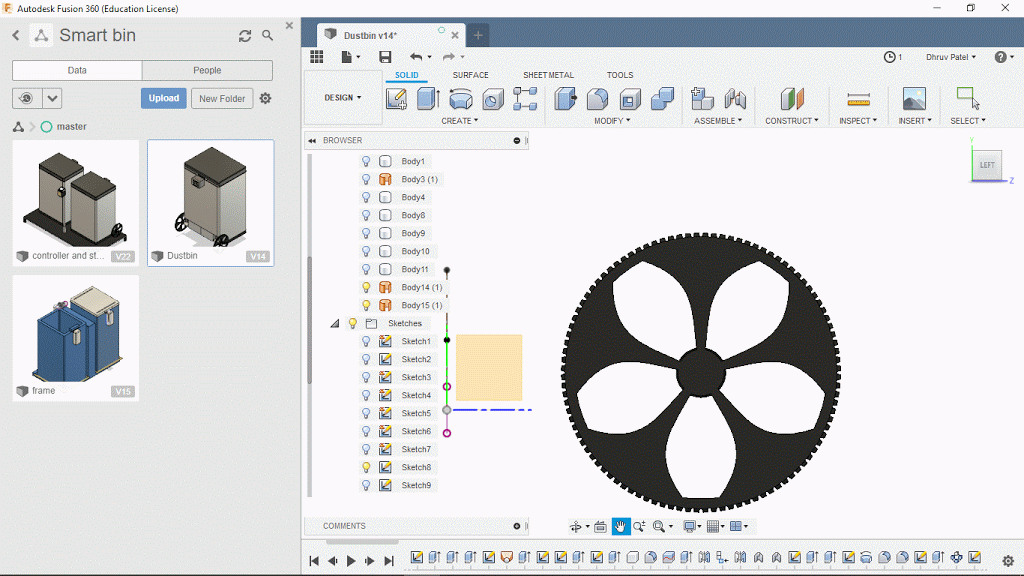 Autodesk Fusion 360 (Education License)
Smart bin
Data People
Upload New Folder
master
controller and st... V22
Dustbin V14
frame V15
Dustbin v14*
1 Dhruv Patel
SOLID SURFACE SHEET METAL TOOLS
DESIGN
CREATE MODIFY ASSEMBLE CONSTRUCT INSPECT INSERT SELECT
BROWSER
Body1
Body3 (1)
Body4
Body8
Body9
Body10
Body11
Body14 (1)
Body15 (1)
Sketches
Sketch1
Sketch2
Sketch3
Sketch4
Sketch5
Sketch6
Sketch7
Sketch8
Sketch9
Y
LEFT
Z
COMMENTS